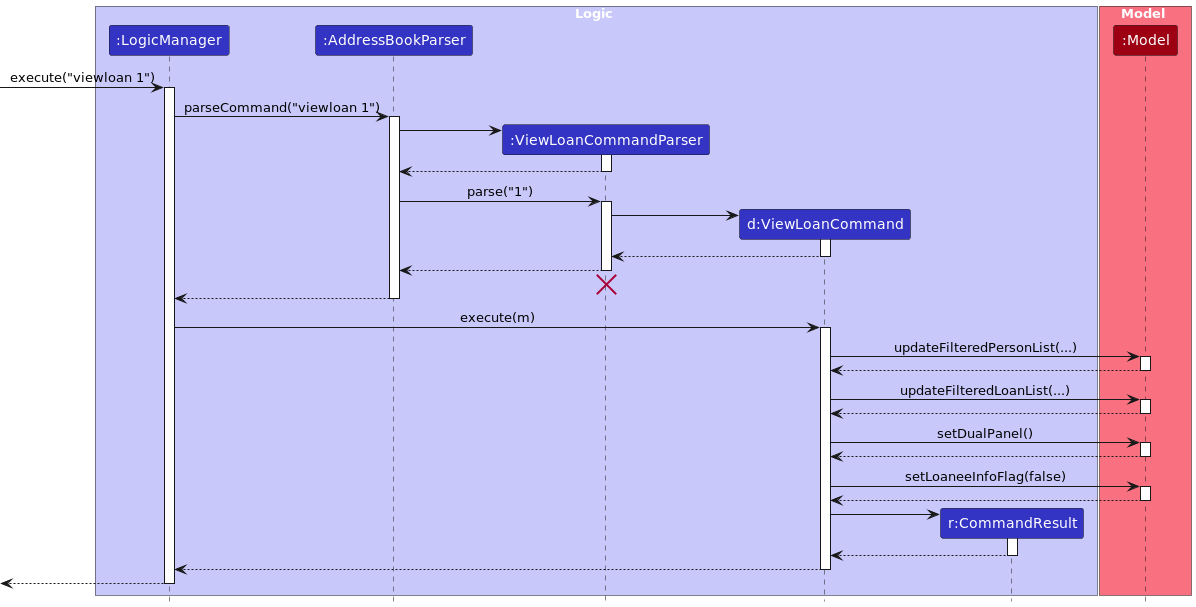 Logic
Model
:LogicManager
:AddressBookParser
:Model
execute("viewloan 1")
parseCommand("viewloan 1")
:ViewLoanCommandParser
parse("1")
d:ViewLoanCommand
execute(m)
updateFilteredPersonList(...)
updateFilteredLoanList(...)
setDualPanel()
setLoaneeInfoFlag(false)
r:CommandResult